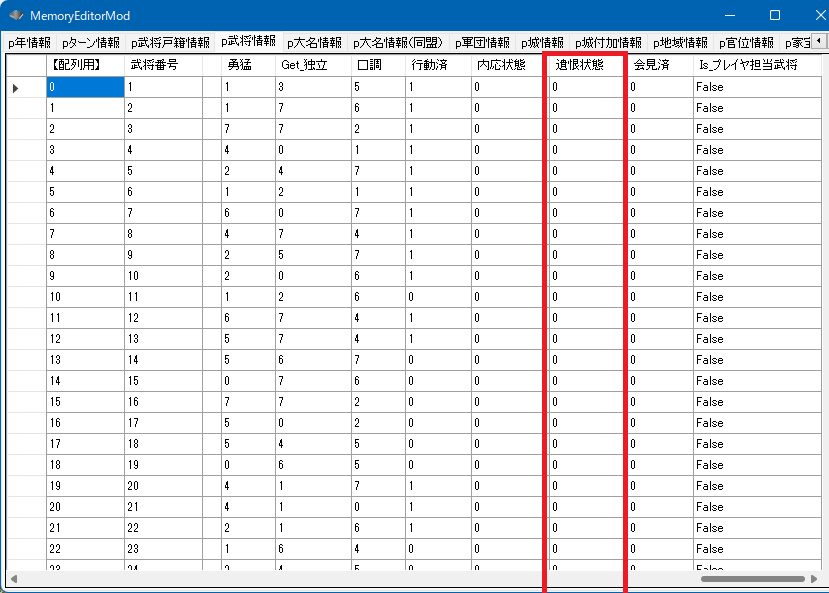 MemoryEditorMod
p年情報 pターン情報 p武将戸籍情報 p武将情報 p大名情報 p大名情報(同盟) p軍団情報 p城情報 p城付加情報 p地域情報 p官位情報 p家宝
【配列用】 武将番号 勇猛 Get_独立 口調 行動済 内応状態 遺恨状態 会見済 Is_プレイヤ担当武将
0 1 1 3 5 1 0 0 0 False
1 2 1 7 6 1 0 0 0 False
2 3 7 7 2 1 0 0 0 False
3 4 4 0 1 1 0 0 0 False
4 5 2 4 7 1 0 0 0 False
5 6 1 2 1 1 0 0 0 False
6 7 6 0 7 1 0 0 0 False
7 8 4 7 4 1 0 0 0 False
8 9 2 5 7 1 0 0 0 False
9 10 2 0 6 1 0 0 0 False
10 11 1 2 6 0 0 0 0 False
11 12 6 7 4 1 0 0 0 False
12 13 5 7 4 1 0 0 0 False
13 14 5 6 7 0 0 0 0 False
14 15 0 7 6 0 0 0 0 False
15 16 7 7 2 0 0 0 0 False
16 17 5 0 2 0 0 0 0 False
17 18 5 4 5 0 0 0 0 False
18 19 0 6 5 0 0 0 0 False
19 20 4 1 7 1 0 0 0 False
20 21 4 1 0 1 0 0 0 False
21 22 2 1 6 1 0 0 0 False
22 23 1 6 4 0 0 0 0 False
23 24 2 4 5 0 0 0 0 False